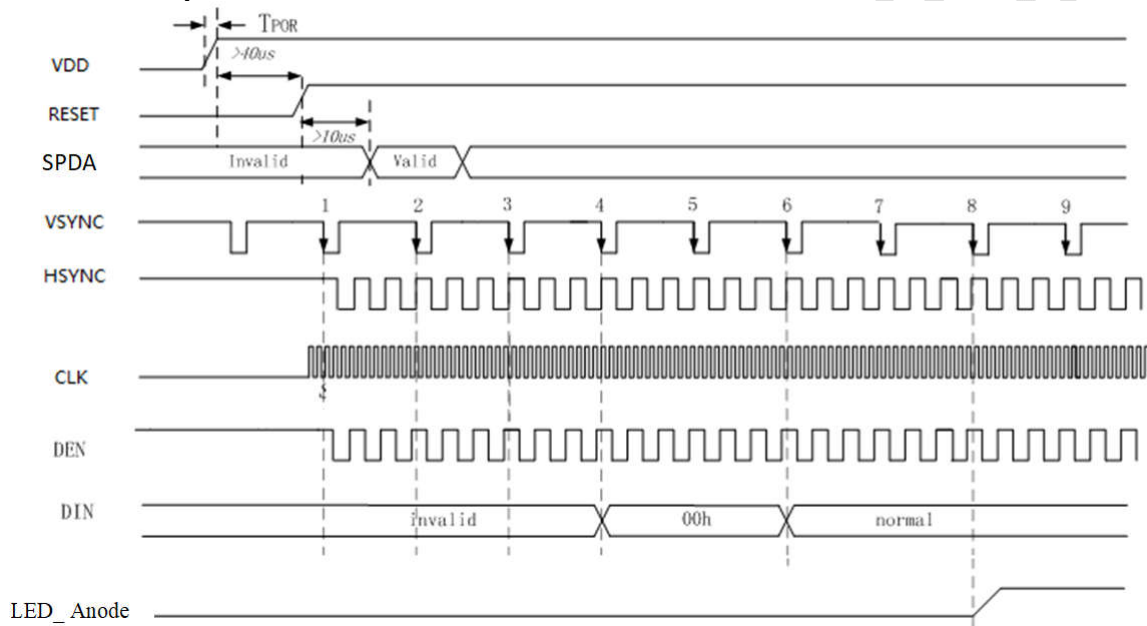 TPOR
VDD
>40us
RESET
>10us
SPDA Invalid Valid
1 2 3 4 5 6 7 8 9
VSYNC
HSYNC
CLK
DEN
DIN invalid 00h normal
LED_ Anode